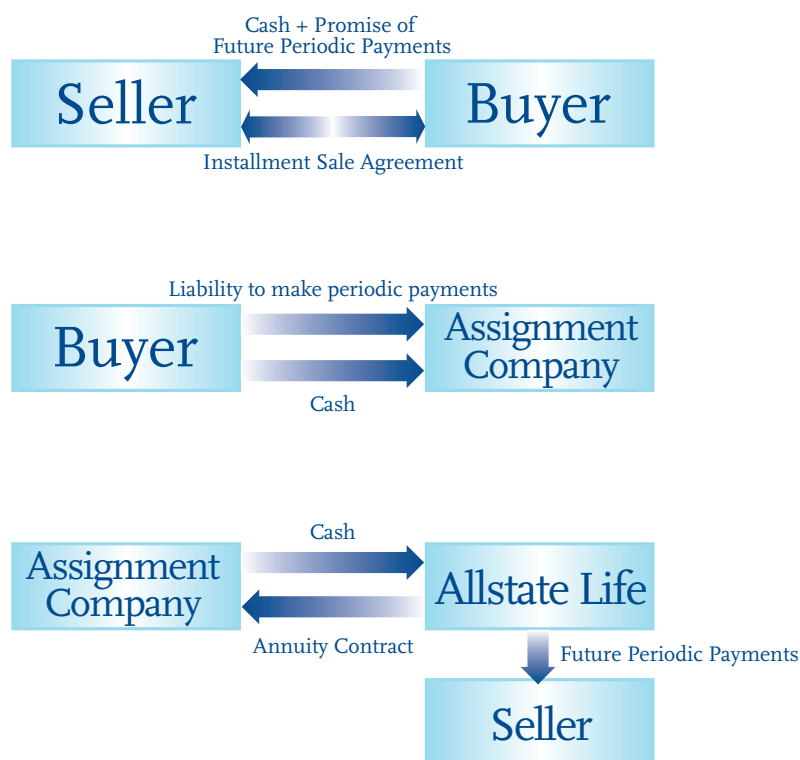 Cash + Promise of
Future Periodic Payments
Seller
Buyer
Installment Sale Agreement
Liability to make periodic payments
Buyer
Assignment
Company
Cash
Cash
Assignment
Company
Allstate Life
Annuity Contract
Future Periodic Payments
Seller